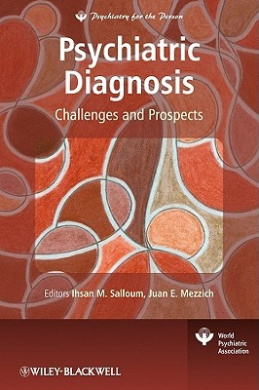 Psychiatry for the Person
Psychiatric
Diagnosis
Challenges and Prospects
Editors Ihsan M. Salloum, Juan E. Mezzich
World
Psychiatric
Association
WILEY-BLACKWELL